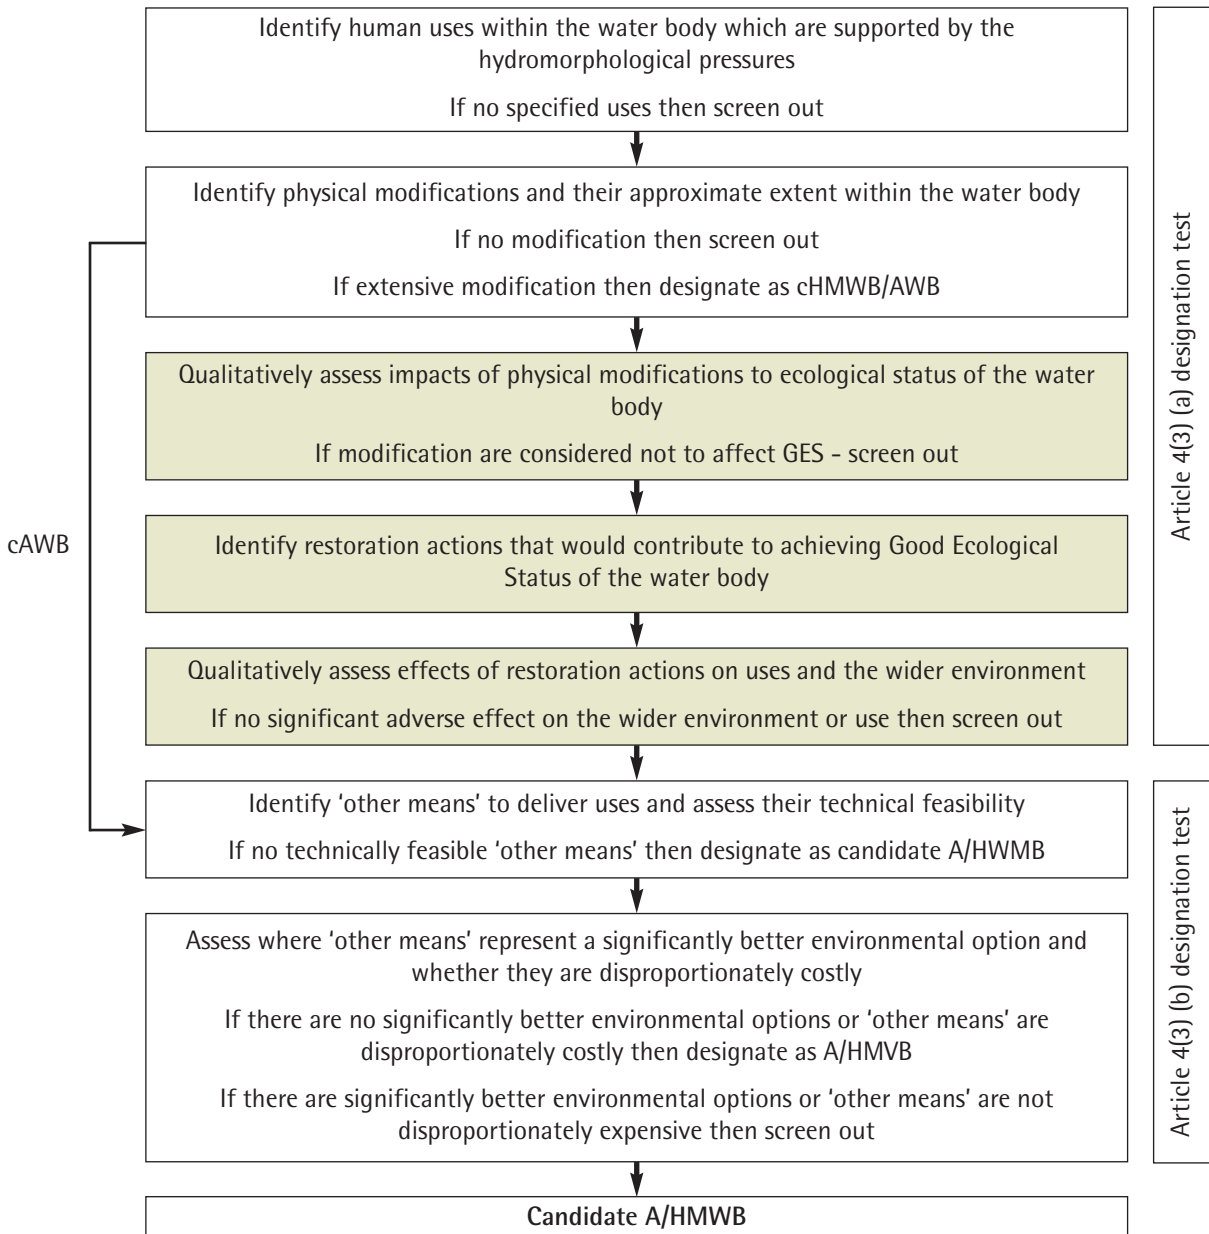 Identify human uses within the water body which are supported by the
hydromorphological pressures
If no specified uses then screen out
Identify physical modifications and their approximate extent within the water body
If no modification then screen out
If extensive modification then designate as cHMWB/AWB
Qualitatively assess impacts of physical modifications to ecological status of the water
body
If modification are considered not to affect GES - screen out
Identify restoration actions that would contribute to achieving Good Ecological
Status of the water body
Qualitatively assess effects of restoration actions on uses and the wider environment
If no significant adverse effect on the wider environment or use then screen out
Article 4(3) (a) designation test
cAWB
Identify ‘other means’ to deliver uses and assess their technical feasibility
If no technically feasible ‘other means’ then designate as candidate A/HWMB
Assess where ‘other means’ represent a significantly better environmental option and
whether they are disproportionately costly
If there are no significantly better environmental options or ‘other means’ are
disproportionately costly then designate as A/HMVB
If there are significantly better environmental options or ‘other means’ are not
disproportionately expensive then screen out
Article 4(3) (b) designation test
Candidate A/HMWB